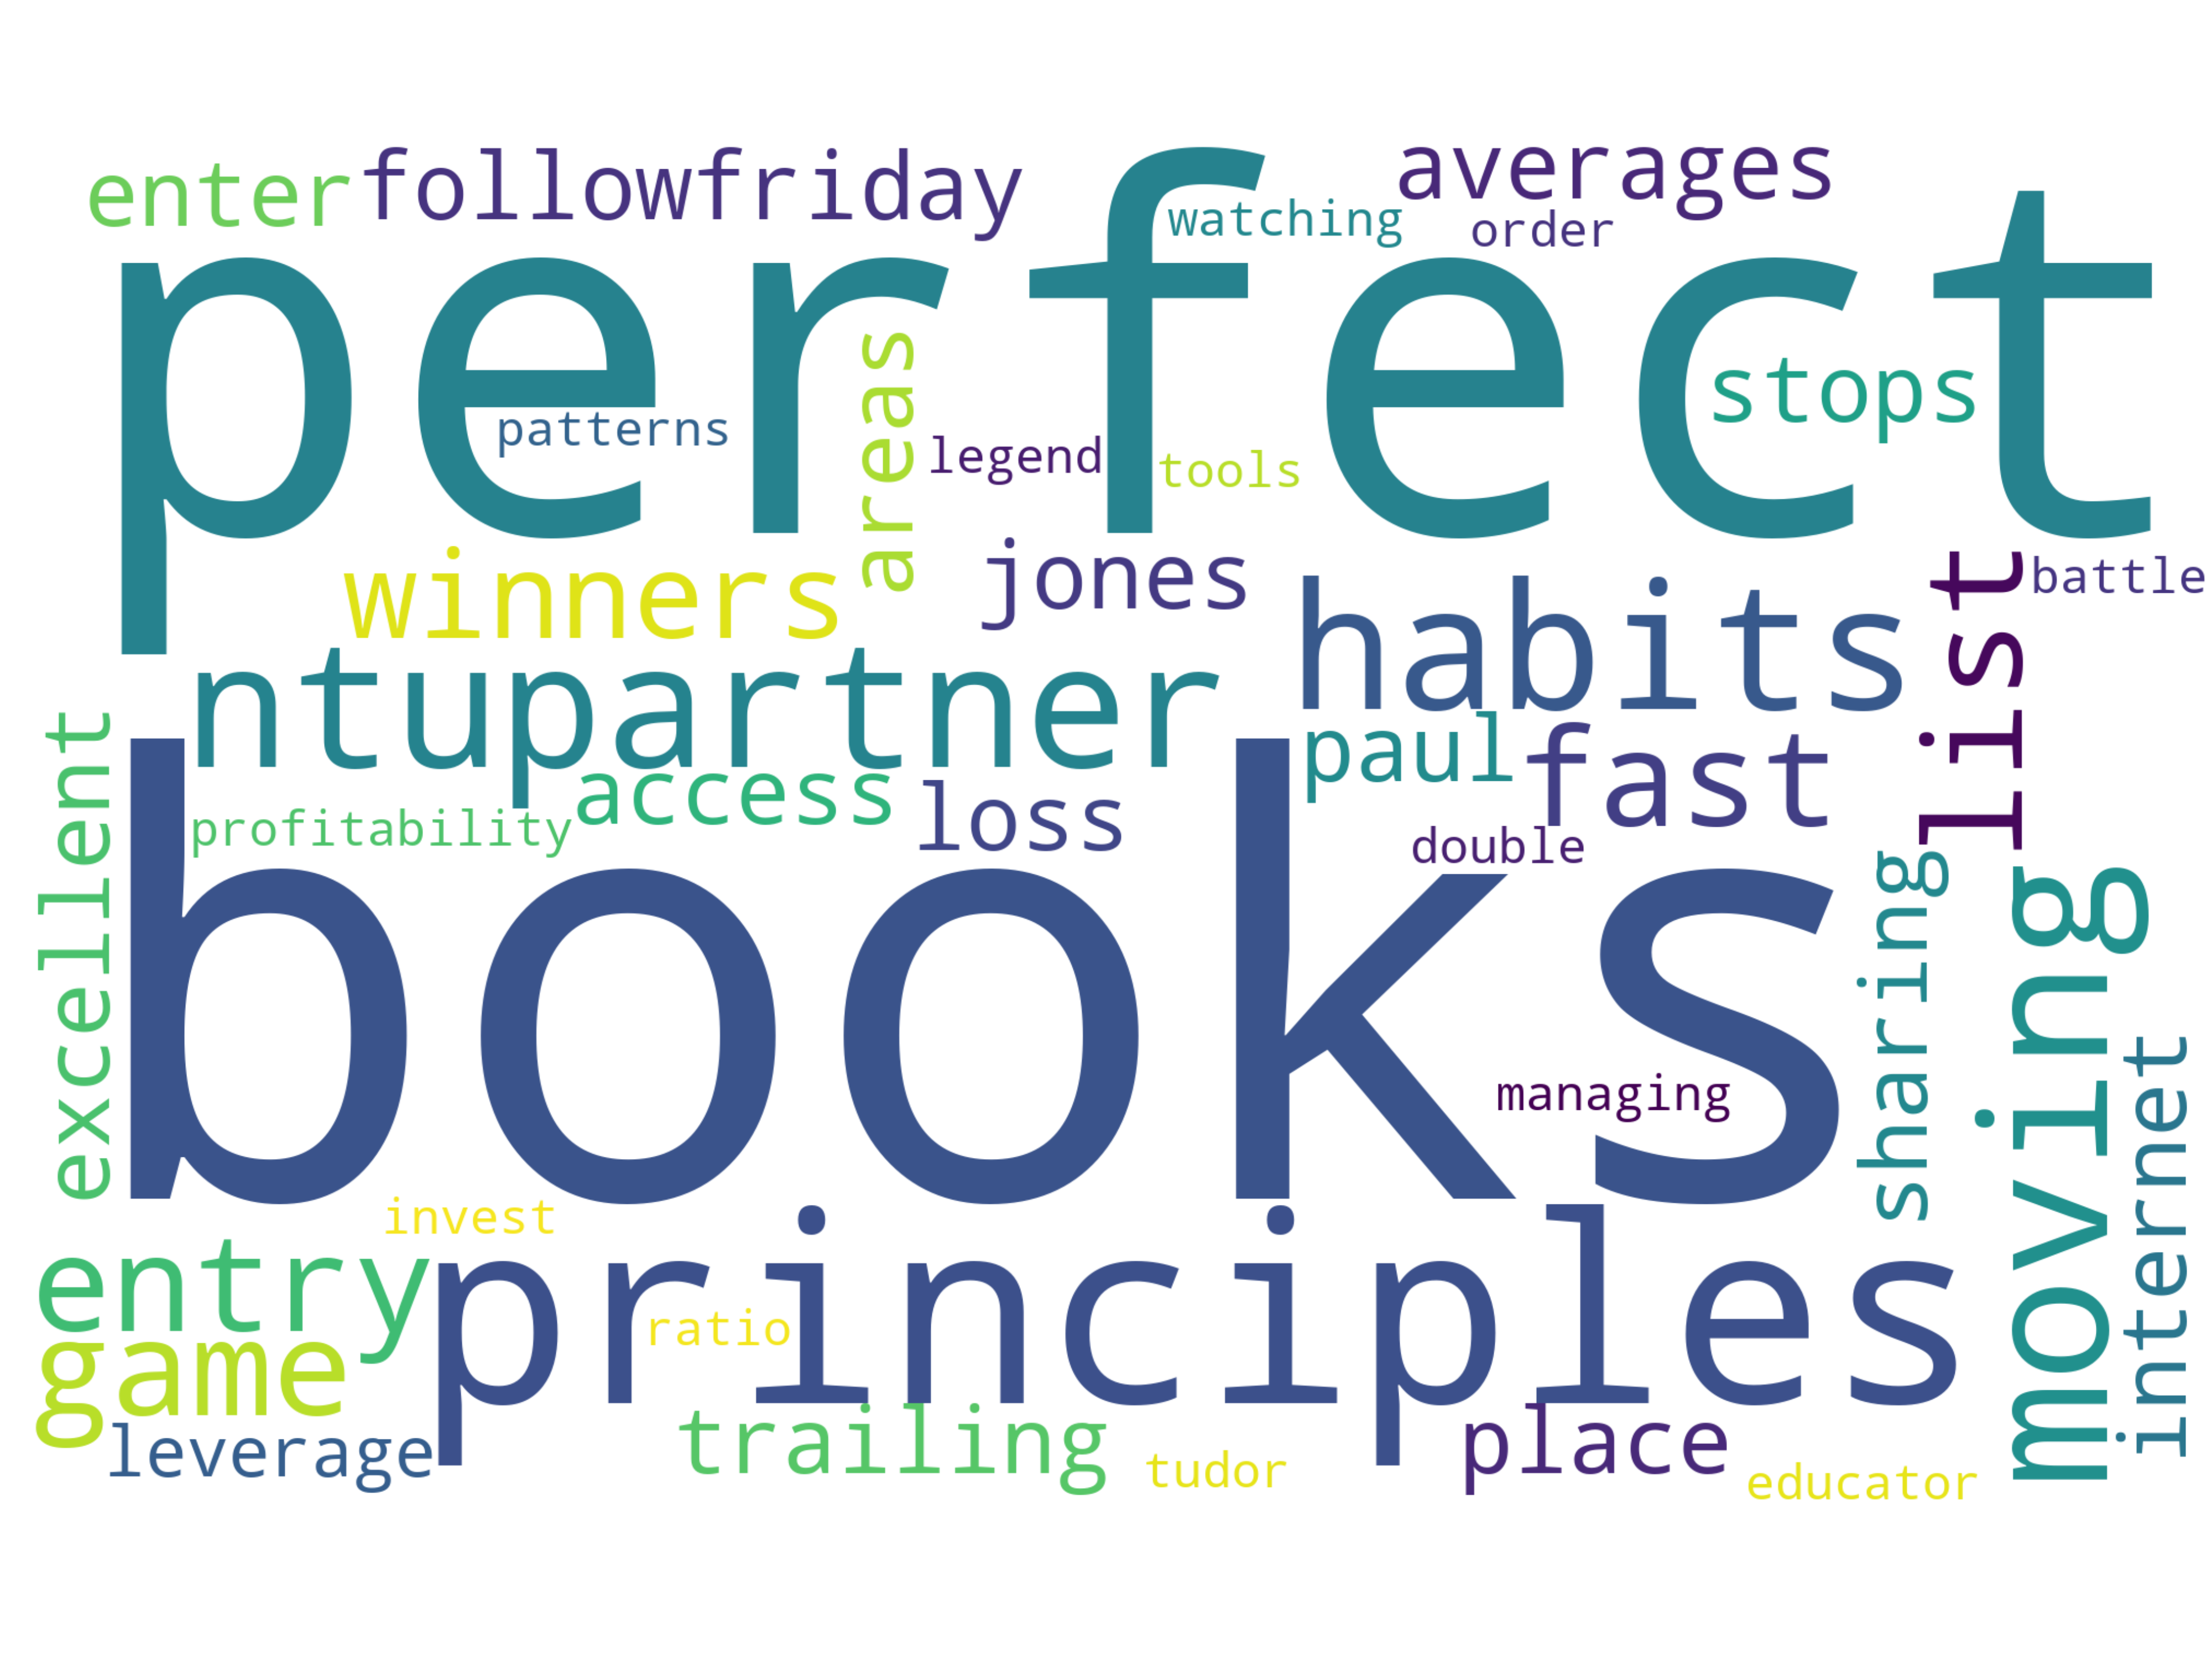 enter followfriday averages
watching order
perfect
stops
patterns areas legend tools
winners jones
habits list battle
ntupartner
paul fast
access loss
profitability double
excellent
books
sharing moving
managing internet
invest
entry principles
ratio
game
leverage trailing tudor place educator